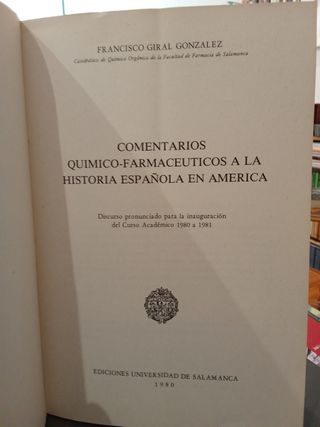 FRANCISCO GIRAL GONZALEZ
Catedrático de Química Orgánica de la Facultad de Farmacia de Salamanca
COMENTARIOS
QUIMICO-FARMACEUTICOS A LA
HISTORIA ESPAÑOLA EN AMERICA
Discurso pronunciado para la inauguración
del Curso Académico 1980 a 1981
EDICIONES UNIVERSIDAD DE SALAMANCA
1980